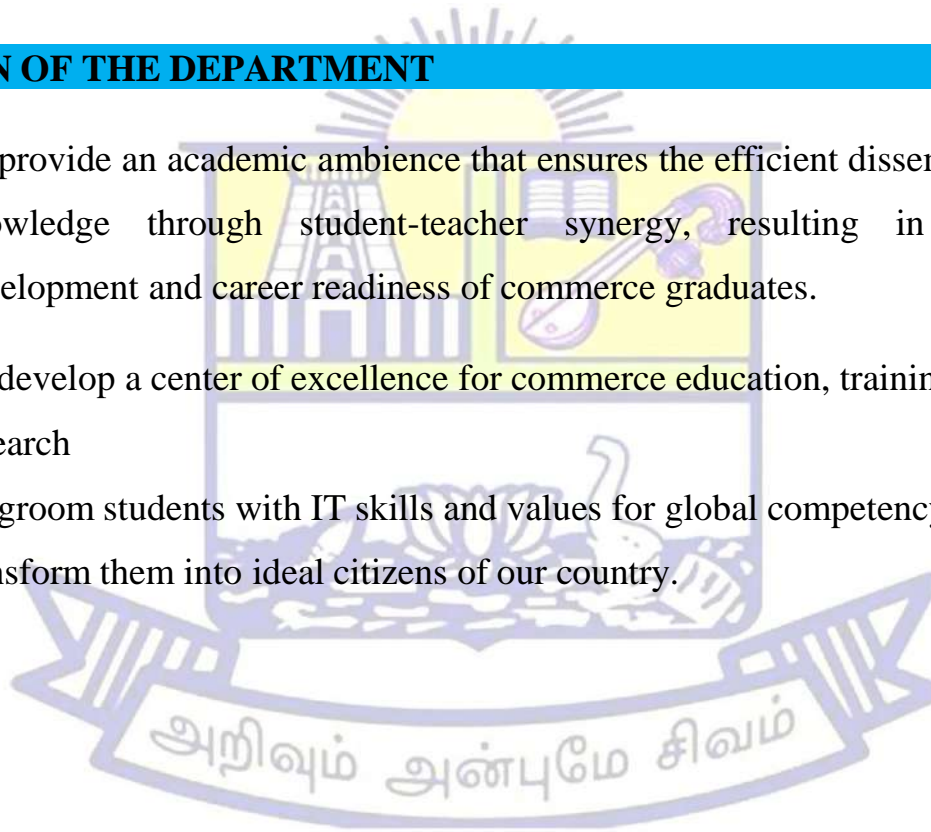 N OF THE DEPARTMENT
provide an academic ambience that ensures the efficient disser
wledge through student-teacher synergy, resulting in
elopment and career readiness of commerce graduates.
develop a center of excellence for commerce education, trainin
earch
groom students with IT skills and values for global competency
nsform them into ideal citizens of our country.
அறிவும் அன்புமே சிவம்